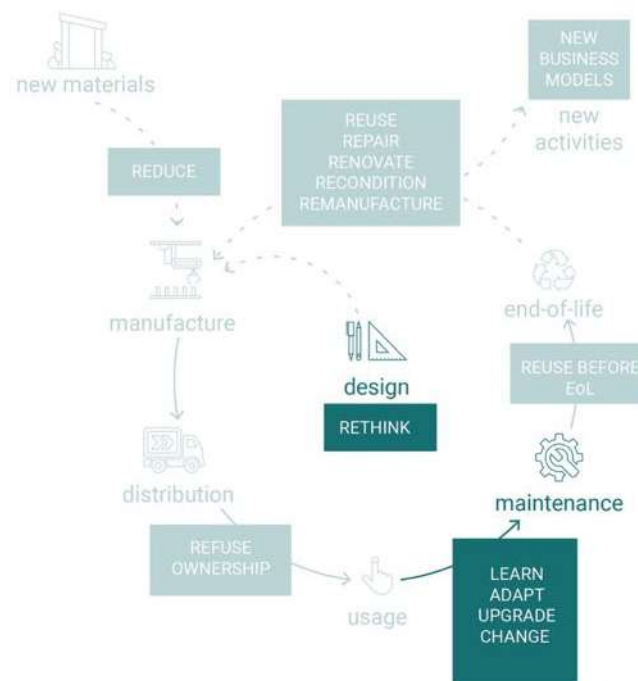 NEW
BUSINESS
MODELS
new
activities
new materials
REUSE
REPAIR
RENOVATE
RECONDITION
REMANUFACTURE
REDUCE
manufacture
end-of-life
design
RETHINK
REUSE BEFORE
EoL
distribution
maintenance
REFUSE
OWNERSHIP
usage
LEARN
ADAPT
UPGRADE
CHANGE